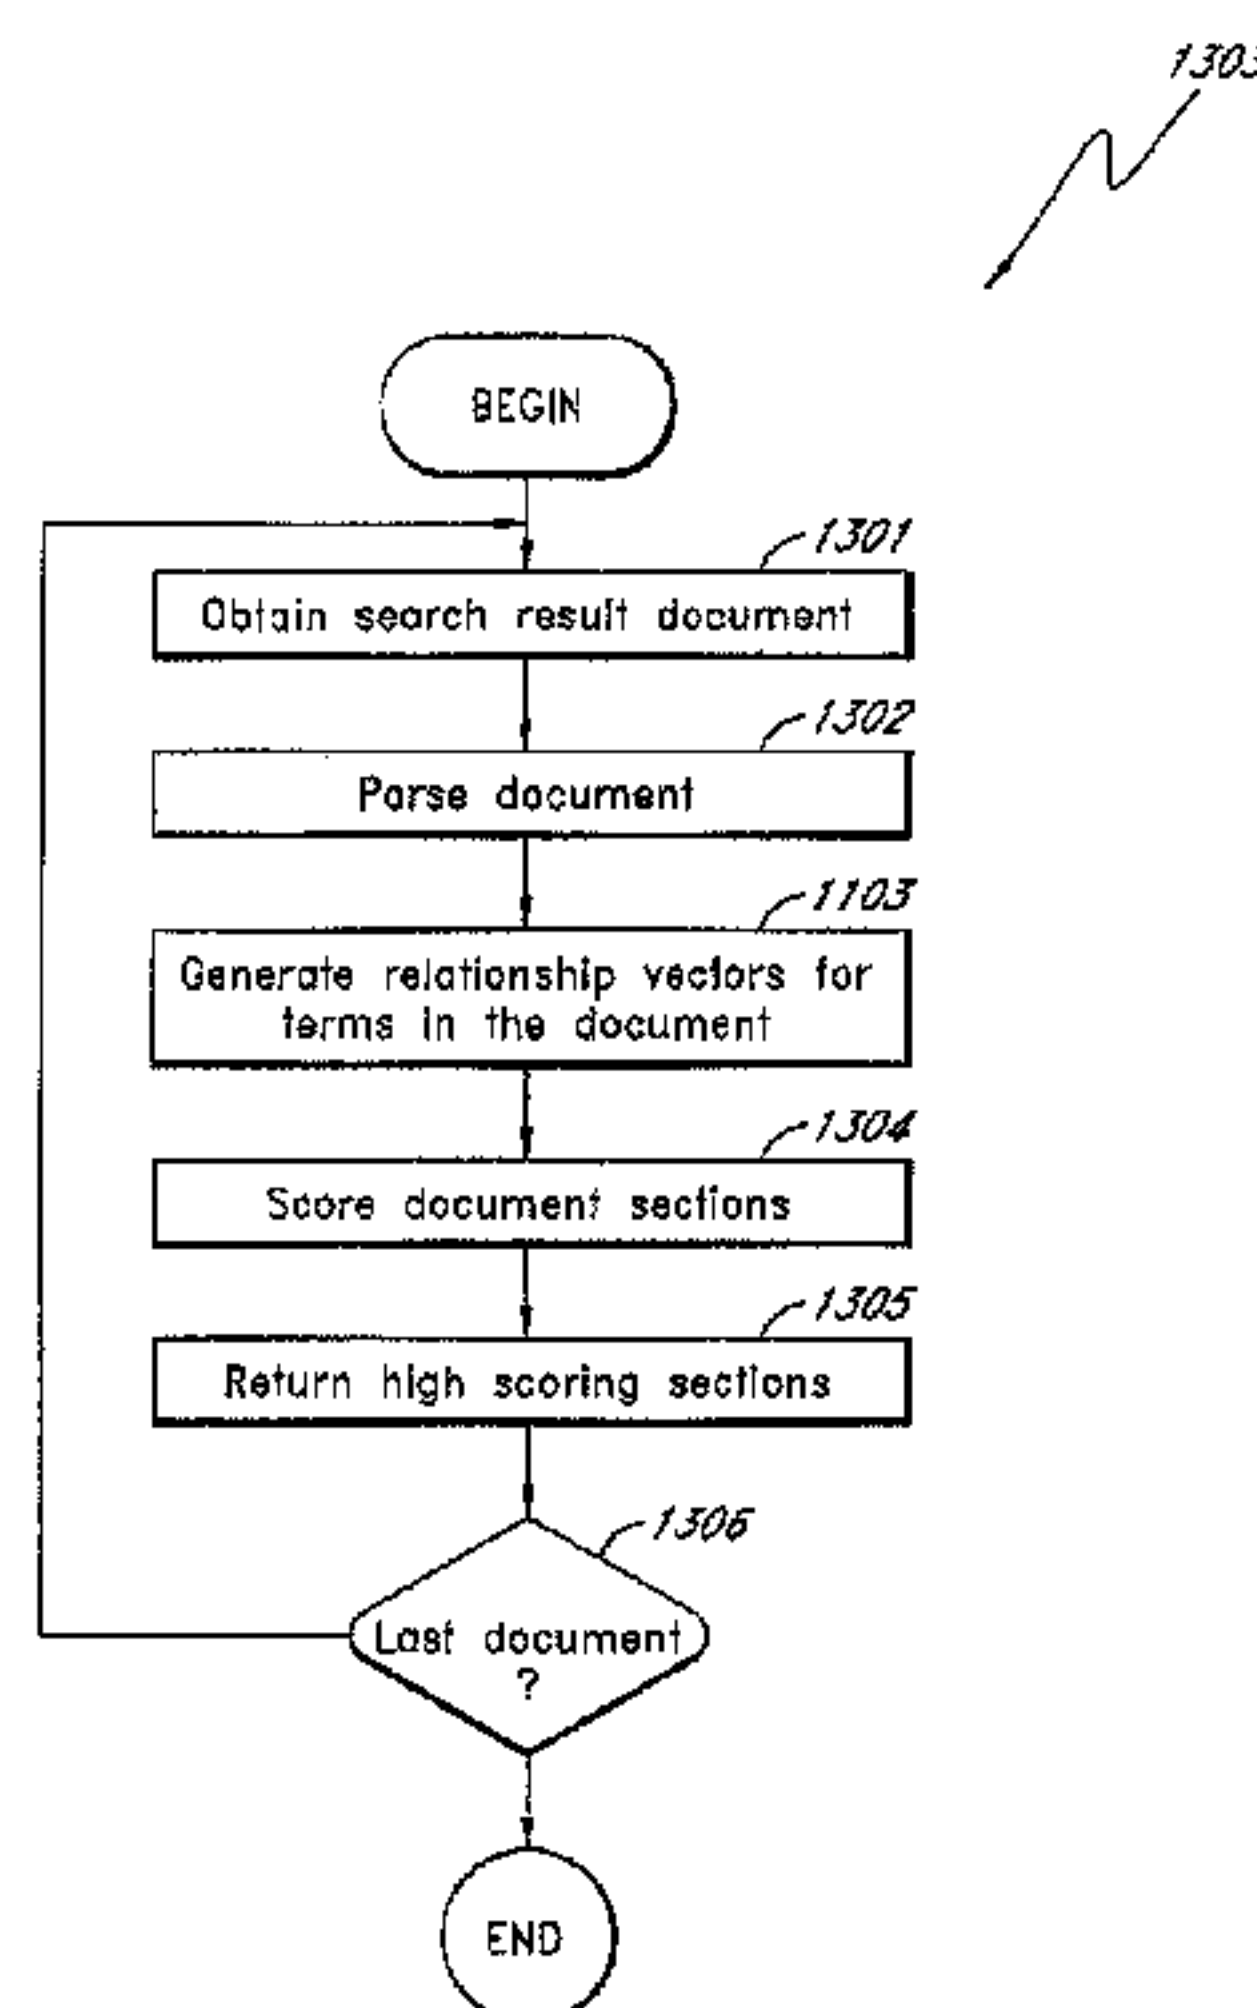 1303
BEGIN
1301
Obtain search result document
1302
Parse document
1103
Generate relationship vectors for
terms in the document
1304
Score document sections
1305
Return high scoring sections
1306
Last document
?
END